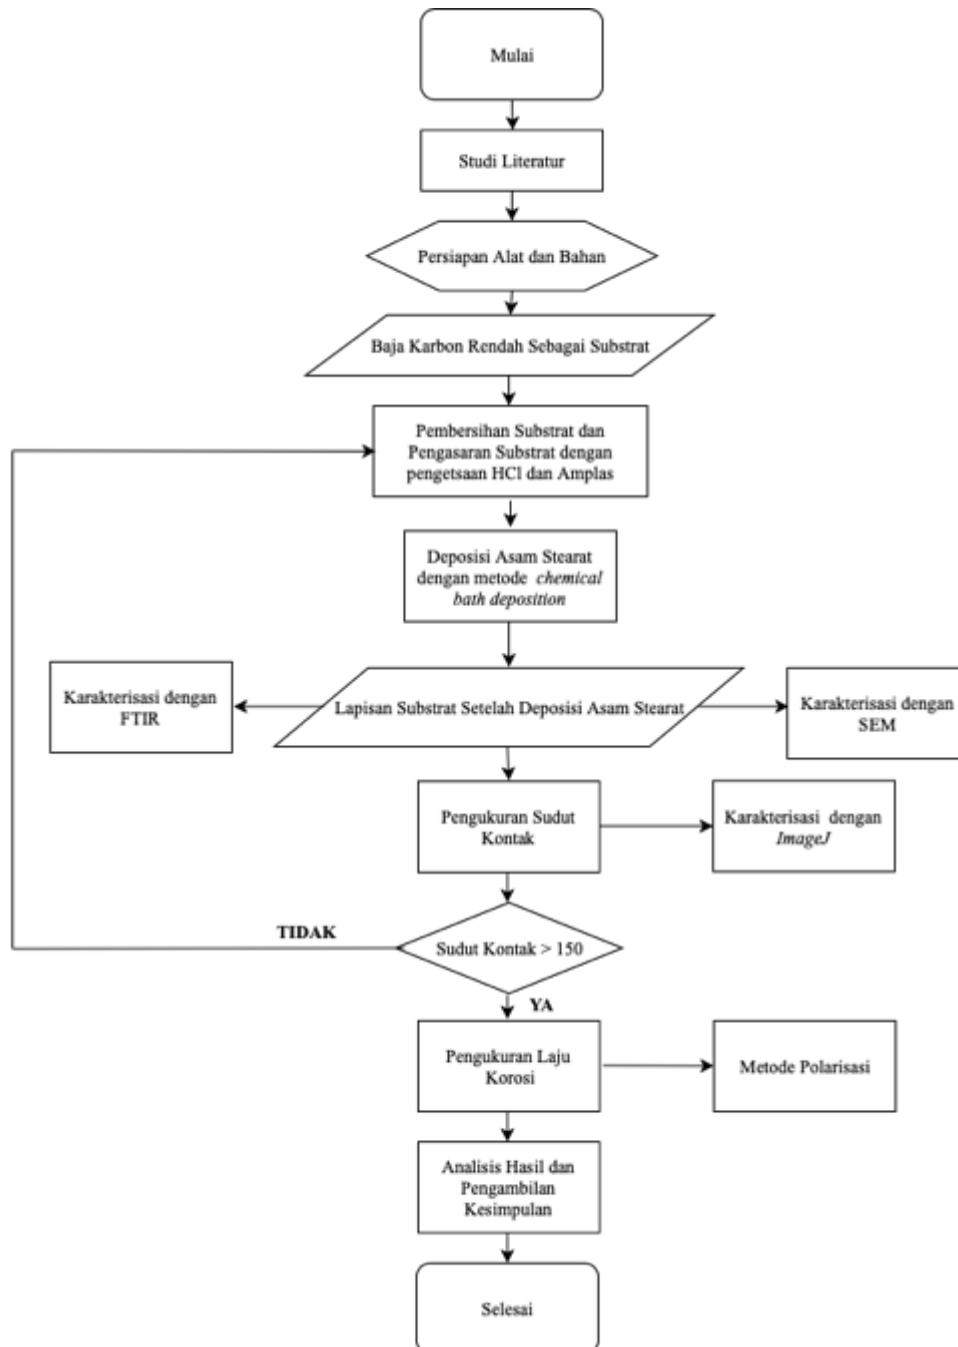 Mulai
Studi Literatur
Persiapan Alat dan Bahan
Baja Karbon Rendah Sebagai Substrat
Pembersihan Substrat dan
Pengasaran Substrat dengan
pengetsaan HCl dan Amplas
Deposisi Asam Stearat
dengan metode chemical
bath deposition
Karakterisasi dengan
FTIR
Lapisan Substrat Setelah Deposisi Asam Stearat
Karakterisasi dengan
SEM
Pengukuran Sudut
Kontak
Karakterisasi dengan
ImageJ
TIDAK
Sudut Kontak > 150
YA
Pengukuran Laju
Korosi
Metode Polarisasi
Analisis Hasil dan
Pengambilan
Kesimpulan
Selesai